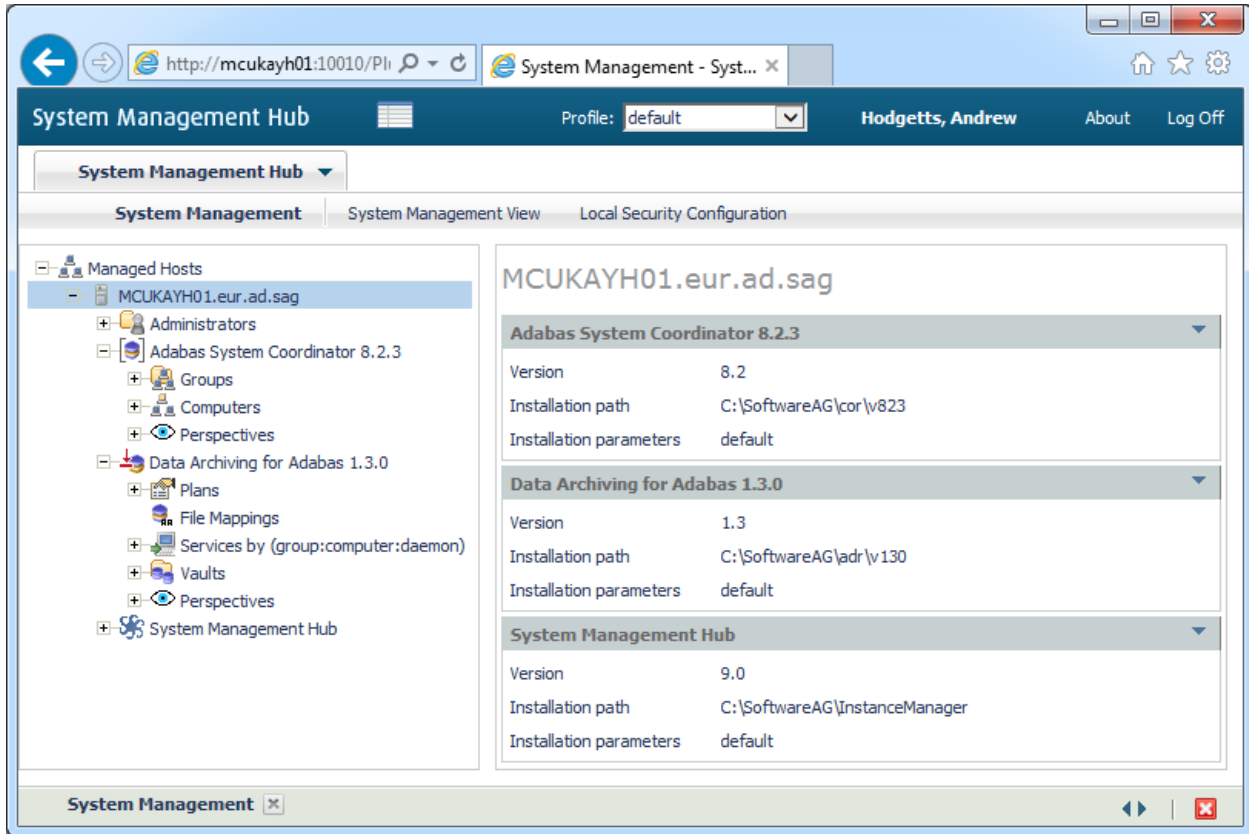 http://mcukayh01:10010/Plu
System Management - Syst...
System Management Hub
Profile: default
Hodgetts, Andrew
About
Log Off
System Management Hub
System Management
System Management View
Local Security Configuration
Managed Hosts
MCUKAYH01.eur.ad.sag
Administrators
Adabas System Coordinator 8.2.3
Groups
Computers
Perspectives
Data Archiving for Adabas 1.3.0
Plans
File Mappings
Services by (group:computer:daemon)
Vaults
Perspectives
System Management Hub
MCUKAYH01.eur.ad.sag
Adabas System Coordinator 8.2.3
Version 8.2
Installation path C:\SoftwareAG\cor\v823
Installation parameters default
Data Archiving for Adabas 1.3.0
Version 1.3
Installation path C:\SoftwareAG\adr\v130
Installation parameters default
System Management Hub
Version 9.0
Installation path C:\SoftwareAG\InstanceManager
Installation parameters default
System Management